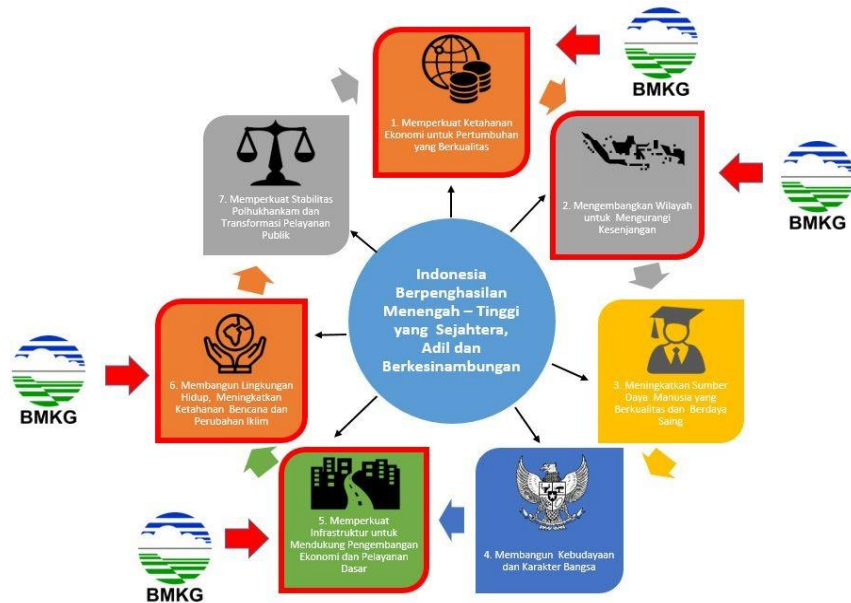 BMKG
1. Memperkuat Ketahanan
Ekonomi untuk Pertumbuhan
yang Berkualitas
BMKG
2. Mengembangkan Wilayah
untuk Mengurangi
Kesenjangan
7. Memperkuat Stabilitas
Polhukhankam dan
Transformasi Pelayanan
Publik
Indonesia
Berpenghasilan
Menengah – Tinggi
yang Sejahtera,
Adil dan
Berkesinambungan
3. Meningkatkan Sumber
Daya Manusia yang
Berkualitas dan Berdaya
Saing
BMKG
6. Membangun Lingkungan
Hidup, Meningkatkan
Ketahanan Bencana dan
Perubahan Iklim
4. Membangun Kebudayaan
dan Karakter Bangsa
BMKG
5. Memperkuat
Infrastruktur untuk
Mendukung Pengembangan
Ekonomi dan Pelayanan
Dasar